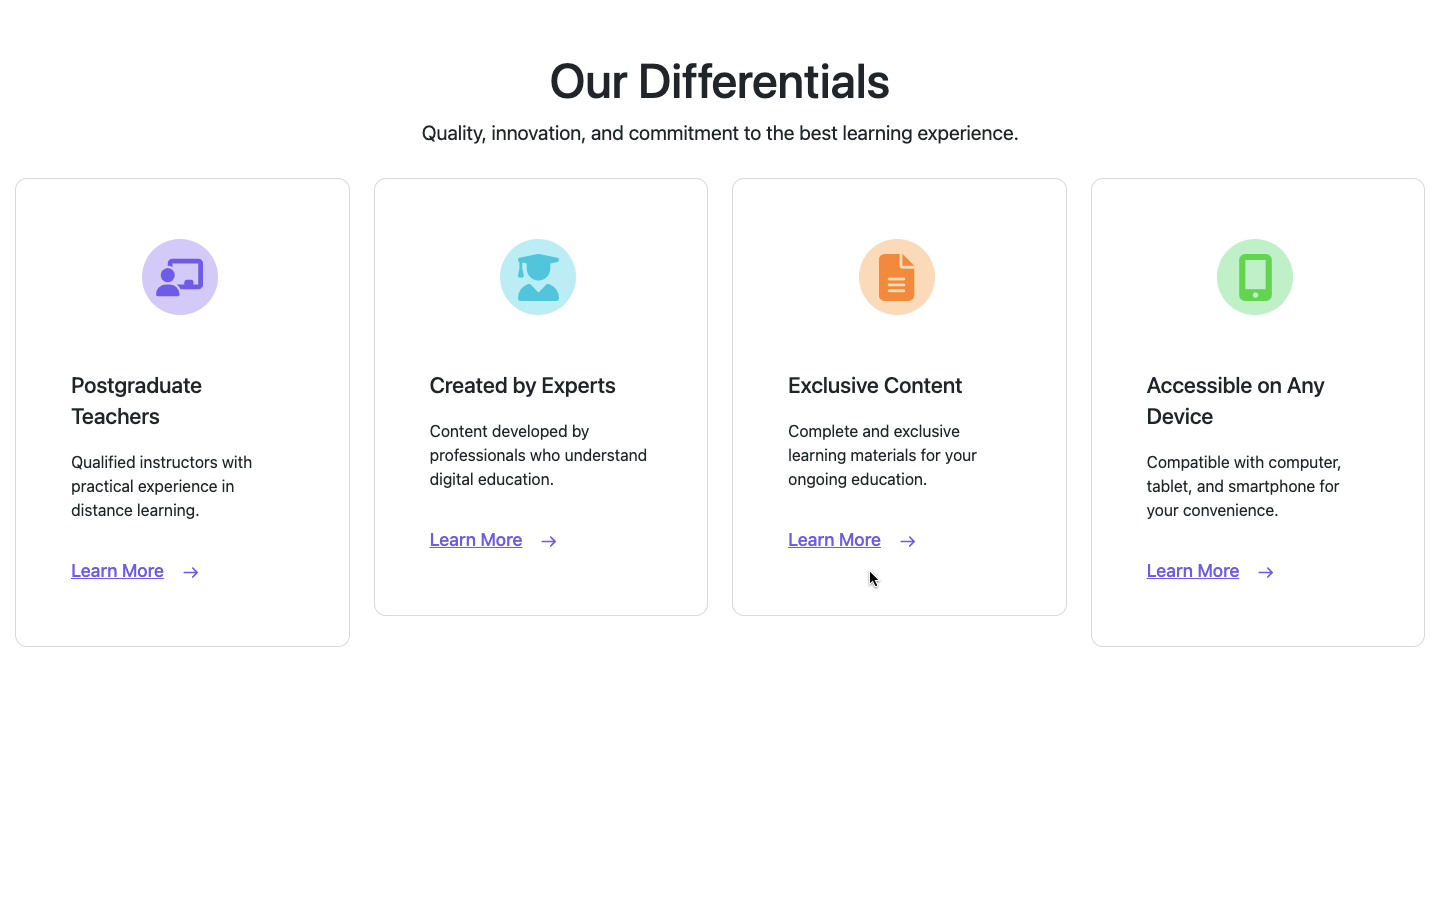 Our Differentials
Quality, innovation, and commitment to the best learning experience.
Postgraduate
Teachers
Qualified instructors with
practical experience in
distance learning.
Learn More →
Created by Experts
Content developed by
professionals who understand
digital education.
Learn More →
Exclusive Content
Complete and exclusive
learning materials for your
ongoing education.
Learn More →
Accessible on Any
Device
Compatible with computer,
tablet, and smartphone for
your convenience.
Learn More →